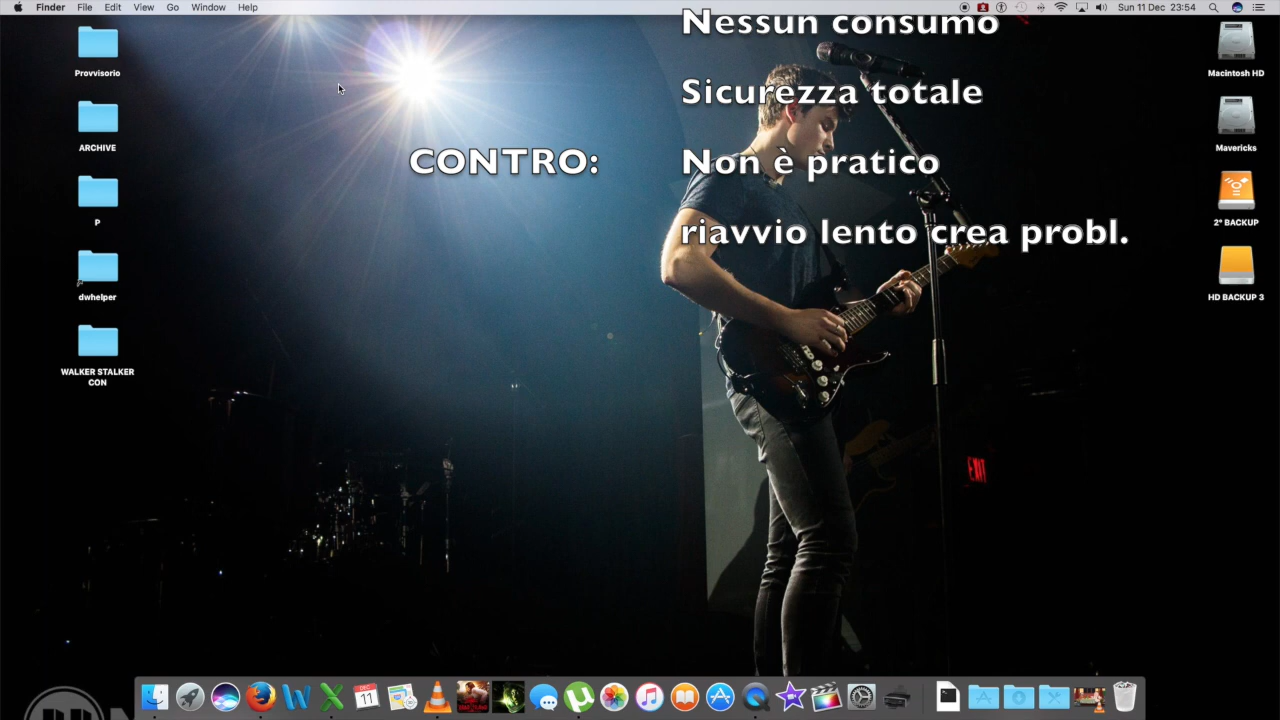 Finder File Edit View Go Window Help Sun 11 Dec 23:54
Nessun consumo
Sicurezza totale
CONTRO: Non è pratico
riavvio lento crea probl.
Provvisorio
ARCHIVE
P
dwhelper
WALKER STALKER
CON
Macintosh HD
Mavericks
2° BACKUP
HD BACKUP 3
EXIT
DEC
11